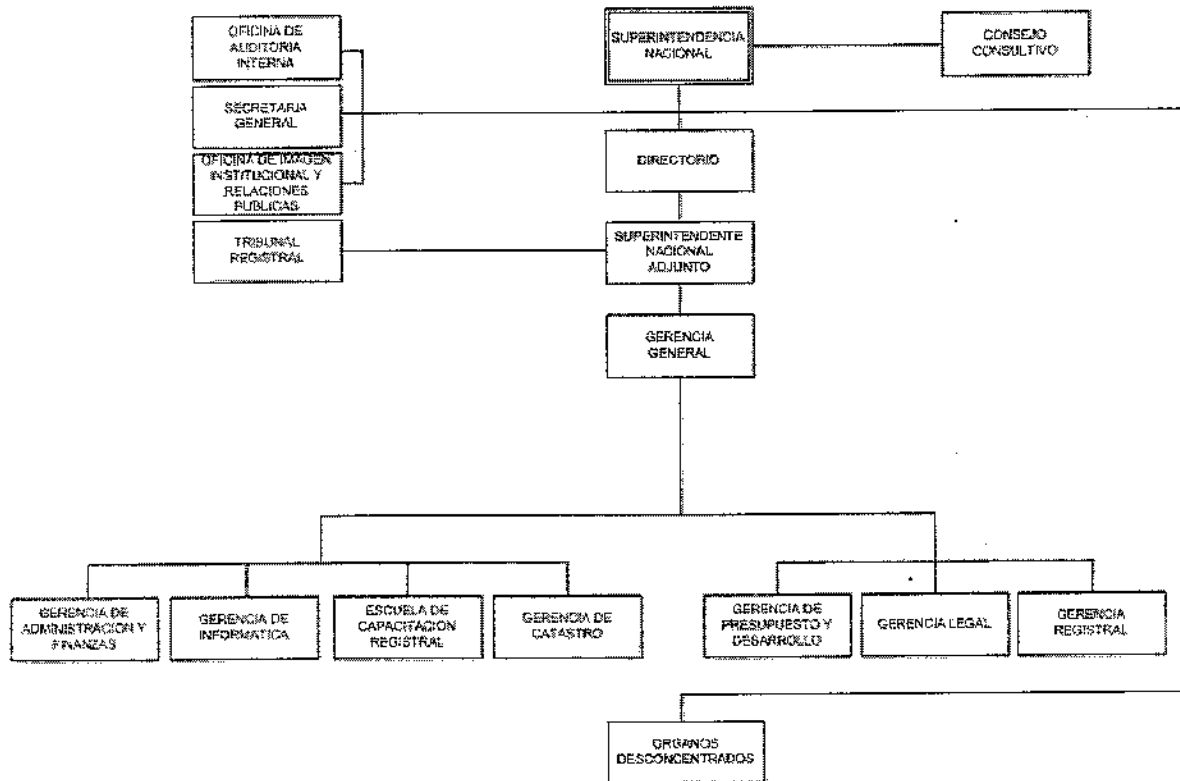 OFICINA DE
AUDITORIA
INTERNA
SUPERINTENDENCIA
NACIONAL
CONSEJO
CONSULTIVO
SECRETARIA
GENERAL
DIRECTORIO
OFICINA DE IMAGEN
INSTITUCIONAL Y
RELACIONES
PUBLICAS
TRIBUNAL
REGISTRAL
SUPERINTENDENTE
NACIONAL
ADJUNTO
GERENCIA
GENERAL
GERENCIA DE
ADMINISTRACION Y
FINANZAS
GERENCIA DE
INFORMATICA
ESCUELA DE
CAPACITACION
REGISTRAL
GERENCIA DE
CATASTRO
GERENCIA DE
PRESUPUESTO Y
DESARROLLO
GERENCIA LEGAL
GERENCIA
REGISTRAL
ORGANOS
DESCONCENTRADOS